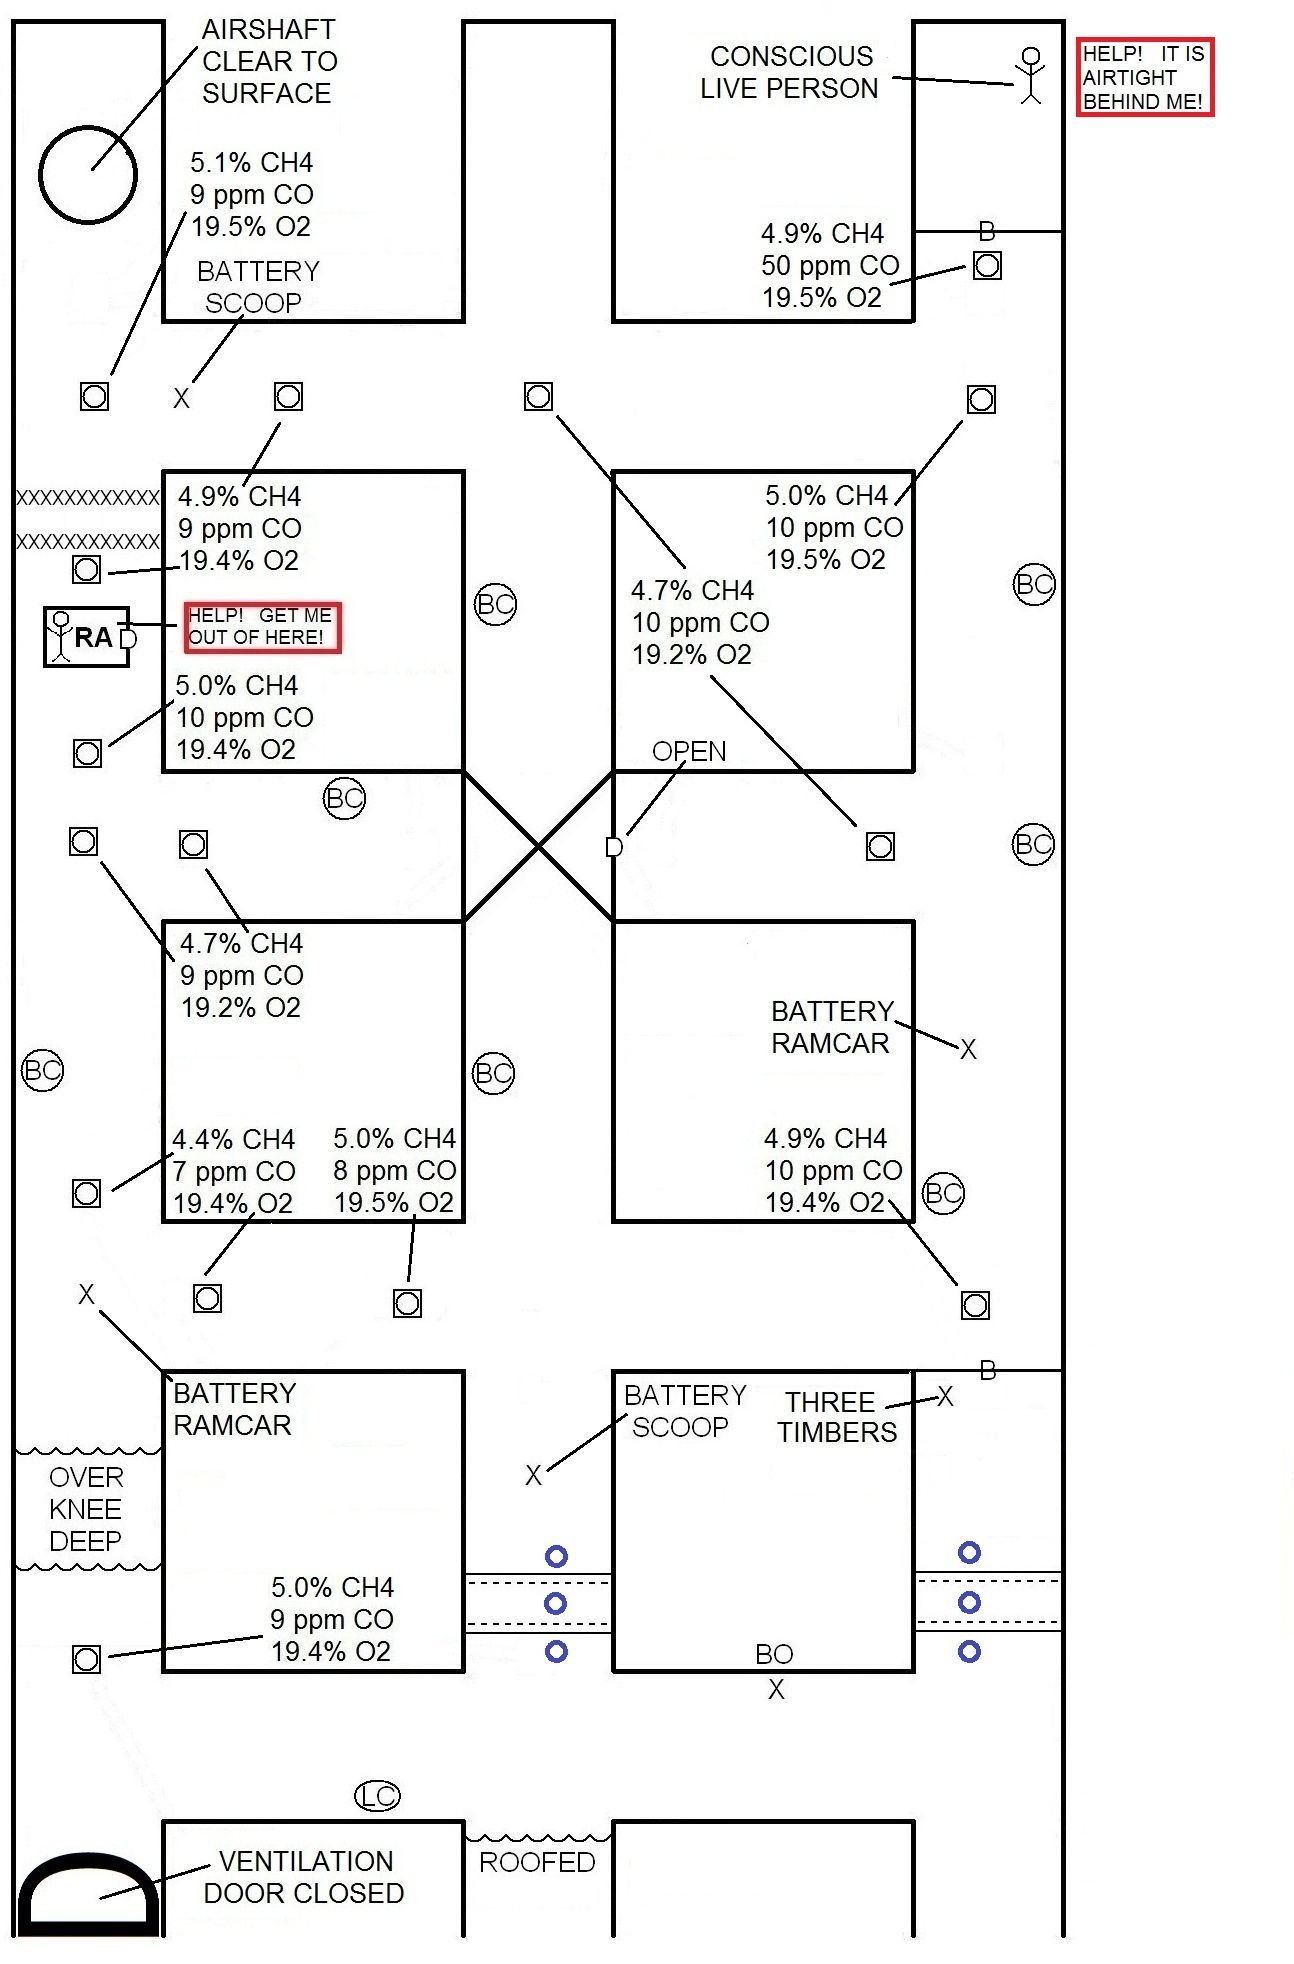 AIRSHAFT
CLEAR TO
SURFACE
CONSCIOUS
LIVE PERSON
HELP! IT IS
AIRTIGHT
BEHIND ME!
5.1% CH4
9 ppm CO
19.5% O2
BATTERY
SCOOP
X
4.9% CH4
50 ppm CO
19.5% O2
B
XXXXXXXXXXXX
XXXXXXXXXXXX
4.9% CH4
9 ppm CO
19.4% O2
5.0% CH4
10 ppm CO
19.5% O2
BC
BC
4.7% CH4
10 ppm CO
19.2% O2
RA
HELP! GET ME
OUT OF HERE!
5.0% CH4
10 ppm CO
19.4% O2
OPEN
BC
BC
4.7% CH4
9 ppm CO
19.2% O2
BATTERY
RAMCAR
X
BC
BC
4.4% CH4
7 ppm CO
19.4% O2
5.0% CH4
8 ppm CO
19.5% O2
4.9% CH4
10 ppm CO
19.4% O2
BC
X
B
BATTERY
RAMCAR
BATTERY
SCOOP
X
THREE
TIMBERS
X
OVER
KNEE
DEEP
5.0% CH4
9 ppm CO
19.4% O2
BO
X
LC
VENTILATION
DOOR CLOSED
ROOFED